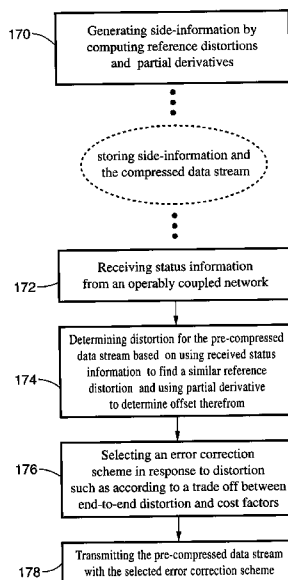 170
Generating side-information by
computing reference distortions
and partial derivatives
storing side-information and
the compressed data stream
172
Receiving status information
from an operably coupled network
174
Determining distortion for the pre-compressed
data stream based on using received status
information to find a similar reference
distortion and using partial derivative
to determine offset therefrom
176
Selecting an error correction
scheme in response to distortion
such as according to a trade off between
end-to-end distortion and cost factors
178
Transmitting the pre-compressed data stream
with the selected error correction scheme